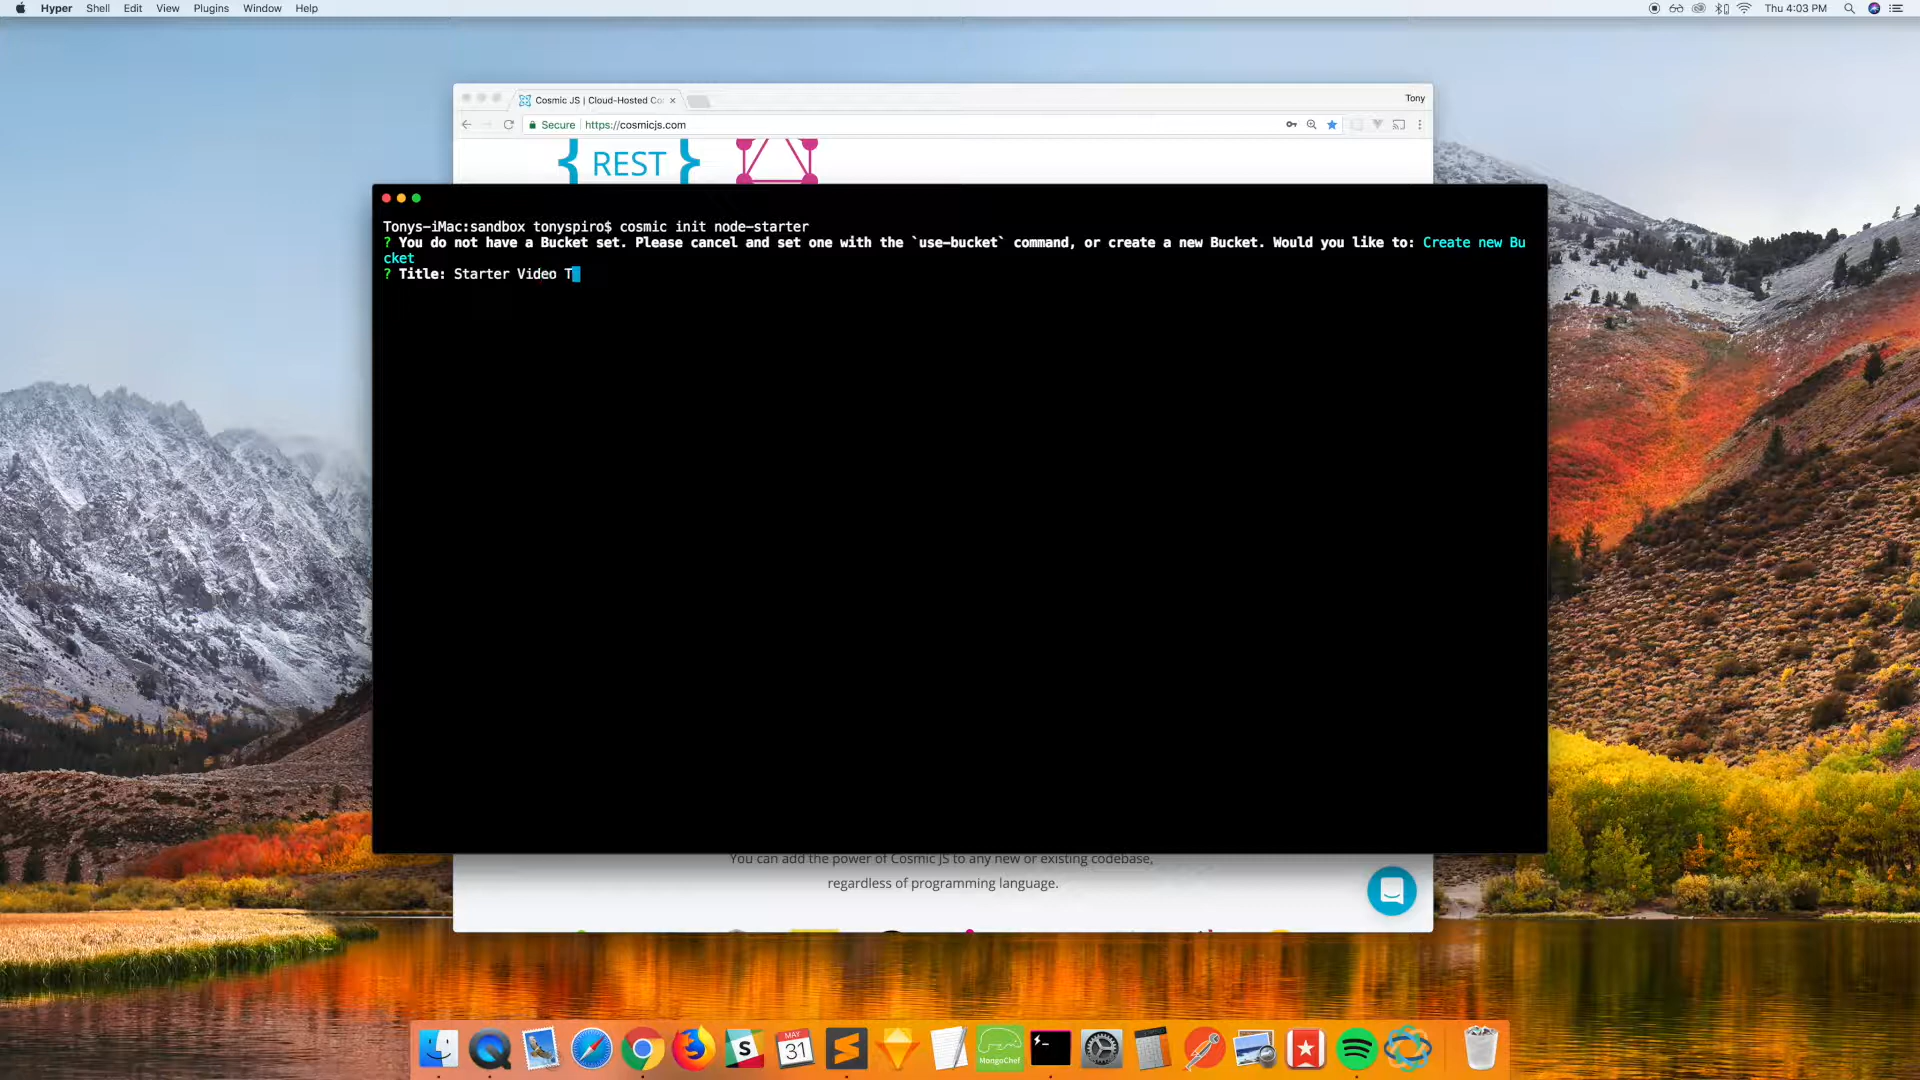 Hyper Shell Edit View Plugins Window Help
Thu 4:03 PM
Cosmic JS | Cloud-Hosted Co
Tony
Secure https://cosmicjs.com
{ REST }
Tonys-iMac:sandbox tonyspiro$ cosmic init node-starter
? You do not have a Bucket set. Please cancel and set one with the `use-bucket` command, or create a new Bucket. Would you like to: Create new Bu
cket
? Title: Starter Video T
You can add the power of Cosmic JS to any new or existing codebase,
regardless of programming language.
MAY
31
S
MongoChef